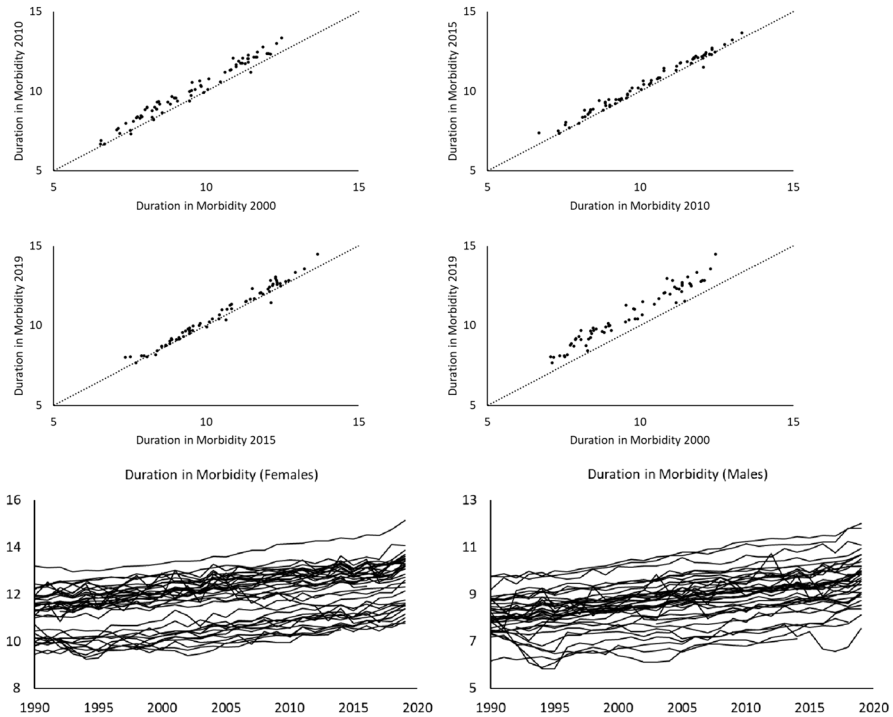 15
10
5
5
10
15
Duration in Morbidity 2010
Duration in Morbidity 2000
15
10
5
5
10
15
Duration in Morbidity 2015
Duration in Morbidity 2010
15
10
5
5
10
15
Duration in Morbidity 2019
Duration in Morbidity 2015
15
10
5
5
10
15
Duration in Morbidity 2019
Duration in Morbidity 2000
Duration in Morbidity (Females)
16
14
12
10
8
1990 1995 2000 2005 2010 2015 2020
Duration in Morbidity (Males)
13
11
9
7
5
1990 1995 2000 2005 2010 2015 2020